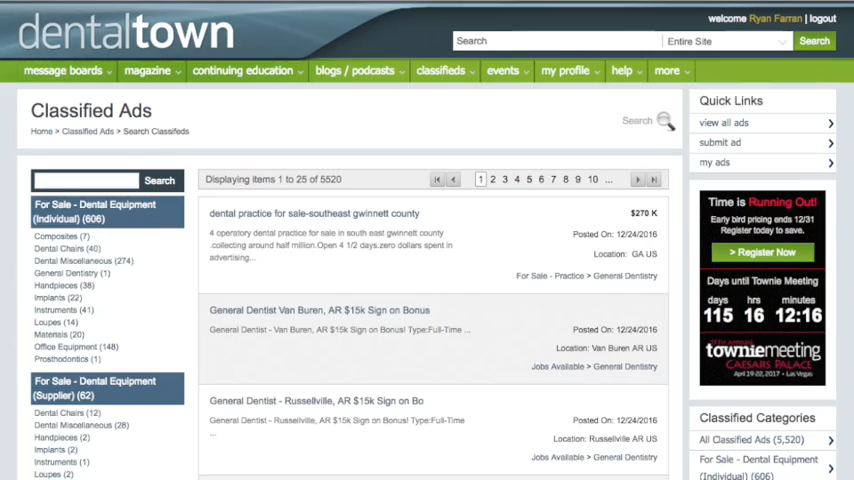 dentaltown
welcome Ryan Farran | logout
Search
Entire Site
Search
message boards
magazine
continuing education
blogs / podcasts
classifieds
events
my profile
help
more
Classified Ads
Home > Classified Ads > Search Classifeds
Search
Search
For Sale - Dental Equipment
(Individual) (606)
Composites (7)
Dental Chairs (40)
Dental Miscellaneous (274)
General Dentistry (1)
Handpieces (38)
Implants (22)
Instruments (41)
Loupes (14)
Materials (20)
Office Equipment (148)
Prosthodontics (1)
For Sale - Dental Equipment
(Supplier) (62)
Dental Chairs (12)
Dental Miscellaneous (28)
Handpieces (2)
Implants (2)
Instruments (1)
Loupes (2)
Displaying items 1 to 25 of 5520
1 2 3 4 5 6 7 8 9 10 ...
dental practice for sale-southeast gwinnett county
$270 K
4 operatory dental practice for sale in south east gwinnett county
.collecting around half million.Open 4 1/2 days.zero dollars spent in
advertising...
Posted On: 12/24/2016
Location: GA US
For Sale - Practice > General Dentistry
General Dentist Van Buren, AR $15k Sign on Bonus
General Dentist - Van Buren, AR $15k Sign on Bonus! Type:Full-Time ...
Posted On: 12/24/2016
Location: Van Buren AR US
Jobs Available > General Dentistry
General Dentist - Russellville, AR $15k Sign on Bo
General Dentist - Russellville, AR $15k Sign on Bonus! Type:Full-Time
...
Posted On: 12/24/2016
Location: Russellville AR US
Jobs Available > General Dentistry
Quick Links
view all ads
submit ad
my ads
Time is Running Out!
Early bird pricing ends 12/31
Register today to save.
> Register Now
Days until Townie Meeting
days hrs minutes
115 16 12:16
towniemeeting
CAESARS PALACE
April 19-22, 2017 • Las Vegas
Classified Categories
All Classified Ads (5,520)
For Sale - Dental Equipment
(Individual) (606)